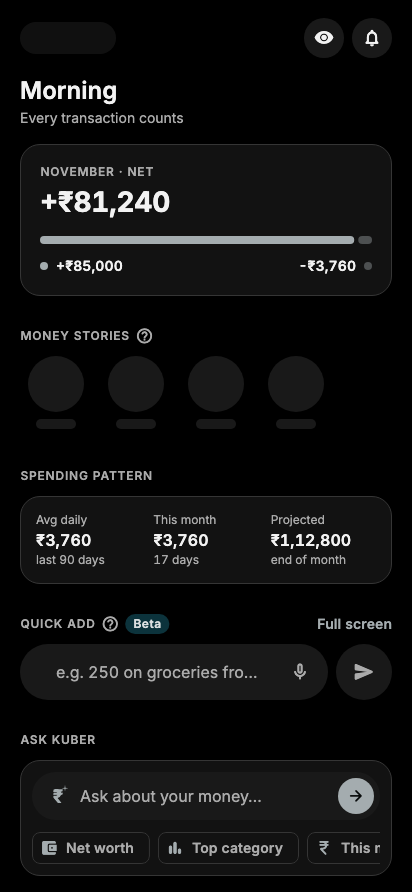 Morning
Every transaction counts
NOVEMBER · NET
+₹81,240
+₹85,000 -₹3,760
MONEY STORIES
SPENDING PATTERN
Avg daily This month Projected
₹3,760 ₹3,760 ₹1,12,800
last 90 days 17 days end of month
QUICK ADD Beta Full screen
e.g. 250 on groceries fro...
ASK KUBER
Ask about your money...
Net worth Top category ₹ This